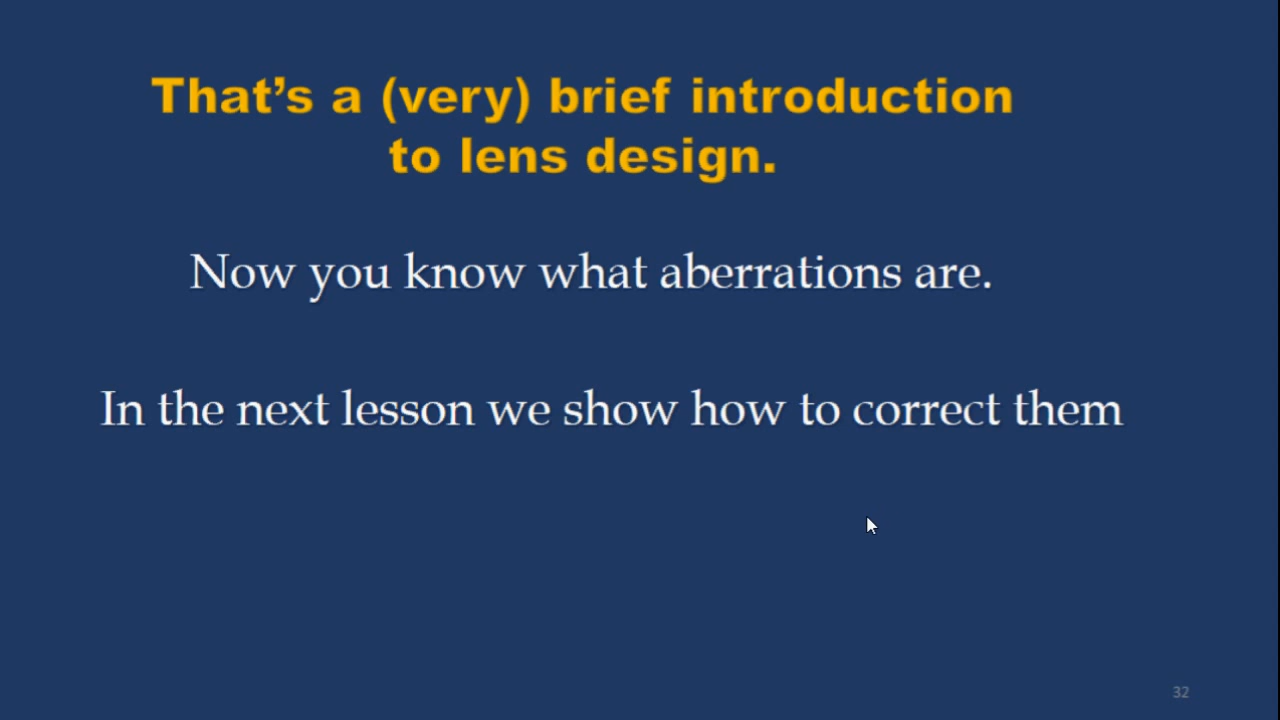 That’s a (very) brief introduction
to lens design.
Now you know what aberrations are.
In the next lesson we show how to correct them
32